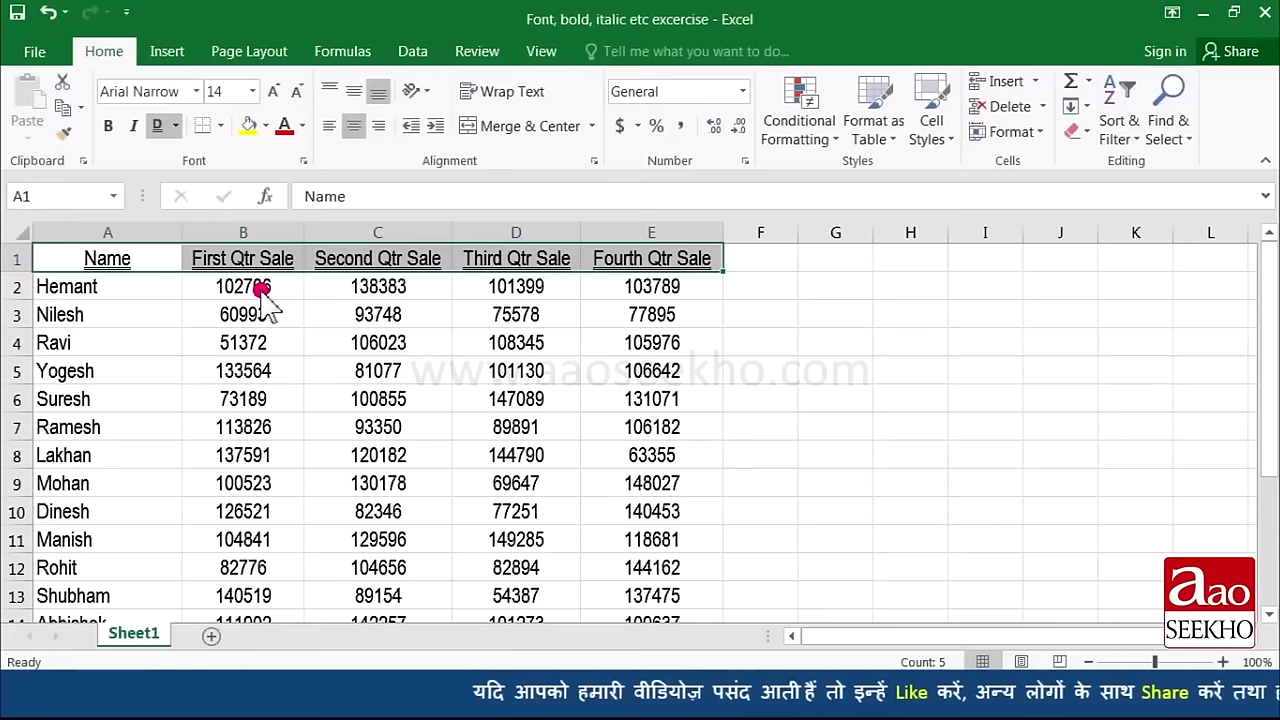 Font, bold, italic etc excercise - Excel
File Home Insert Page Layout Formulas Data Review View Tell me what you want to do... Sign in Share
Arial Narrow 14 Wrap Text General Insert
Paste B I D Merge & Center $ % , Conditional Formatting Format as Table Cell Styles Delete Format Sort & Filter Find & Select
Clipboard Font Alignment Number Styles Cells Editing
A1 fx Name
A B C D E F G H I J K L
1 Name First Qtr Sale Second Qtr Sale Third Qtr Sale Fourth Qtr Sale
2 Hemant 138383 101399 103789
3 Nilesh 93748 75578 77895
4 Ravi 51372 106023 108345 105976
5 Yogesh 133564 81077 101130 106642
www.aaoseekho.com
6 Suresh 73189 100855 147089 131071
7 Ramesh 113826 93350 89891 106182
8 Lakhan 137591 120182 144790 63355
9 Mohan 100523 130178 69647 148027
10 Dinesh 126521 82346 77251 140453
11 Manish 104841 129596 149285 118681
12 Rohit 82776 104656 82894 144162
13 Shubham 140519 89154 54387 137475
aao
SEEKHO
Sheet1
Ready Count: 5 100%
यदि आपको हमारी वीडियोज़ पसंद आती हैं तो इन्हें Like करें, अन्य लोगों के साथ Share करें तथा